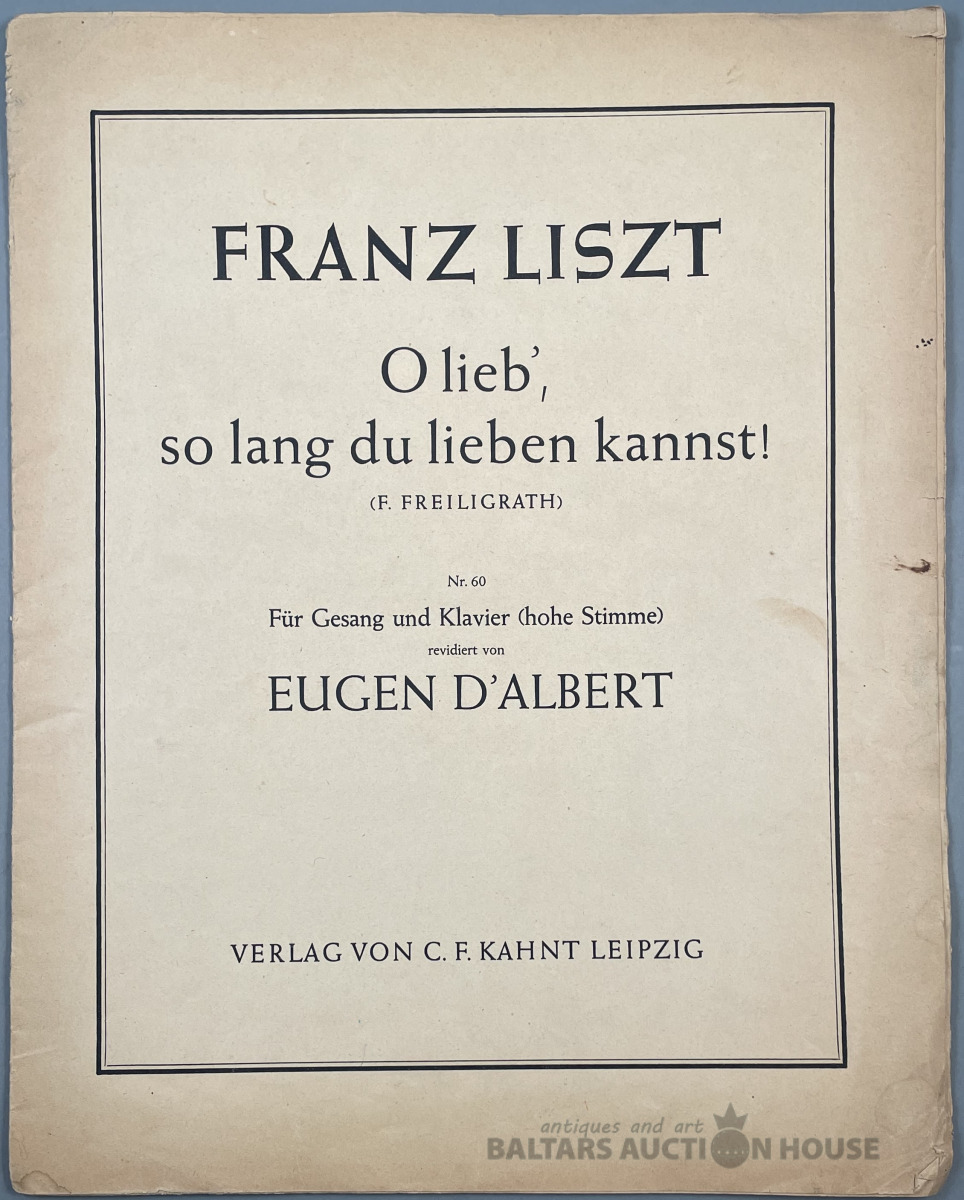 FRANZ LISZT
O lieb’,
so lang du lieben kannst!
(F. FREILIGRATH)
Nr. 60
Für Gesang und Klavier (hohe Stimme)
revidiert von
EUGEN D’ALBERT
VERLAG VON C. F. KAHNT LEIPZIG
antiques and art
BALTARS AUCTION HOUSE